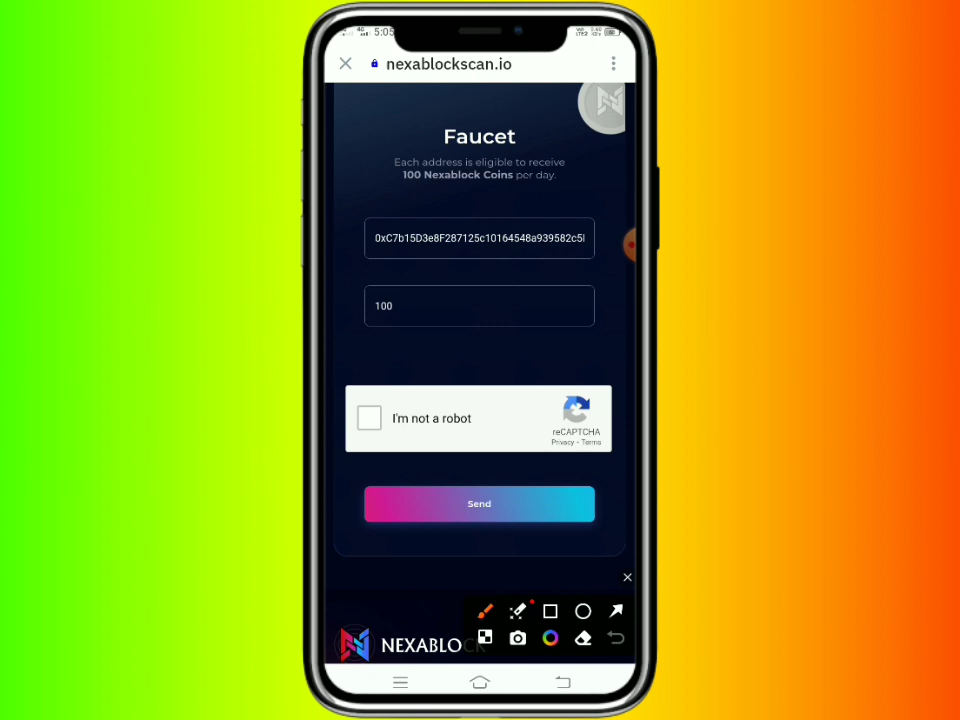 4G 5:05
nexablockscan.io
Faucet
Each address is eligible to receive
100 Nexablock Coins per day.
0xC7b15D3e8F287125c10164548a939582c5
100
I'm not a robot
reCAPTCHA
Privacy - Terms
Send
NEXABLOCK